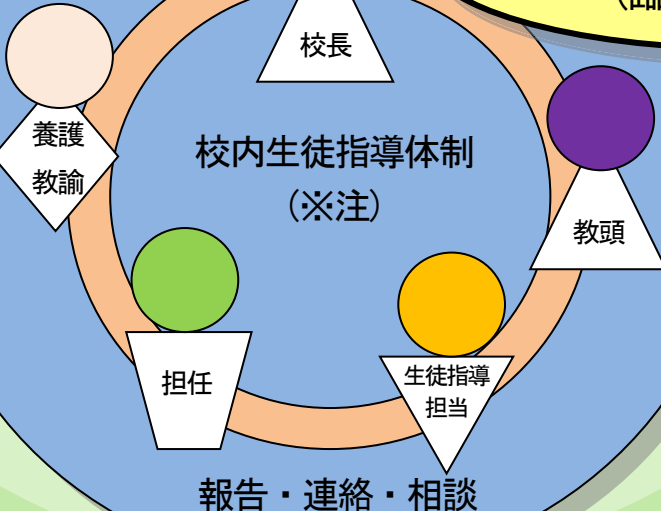 校長
養護
教諭
校内生徒指導体制
（※注）
教頭
担任
生徒指導
担当
報告・連絡・相談